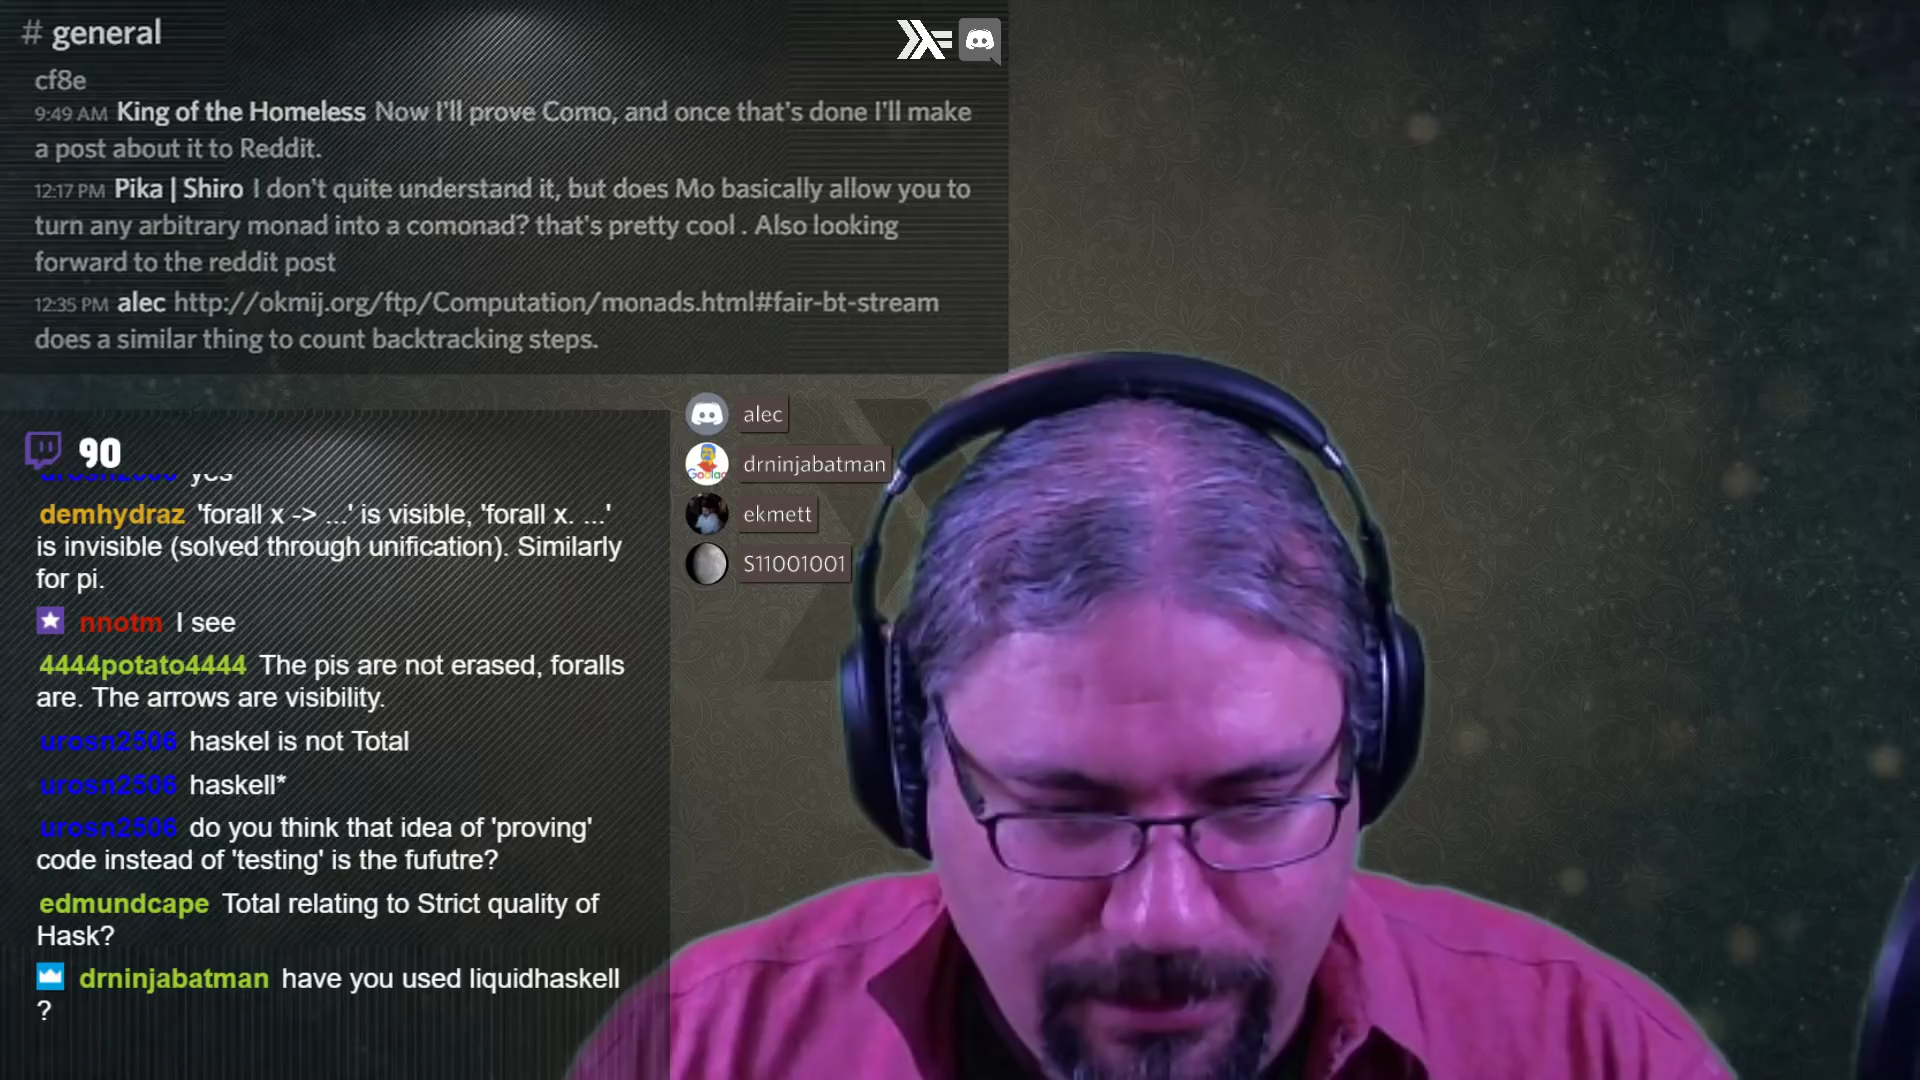 # general
cf8e
9:49 AM King of the Homeless Now I'll prove Como, and once that's done I'll make
a post about it to Reddit.
12:17 PM Pika | Shiro I don't quite understand it, but does Mo basically allow you to
turn any arbitrary monad into a comonad? that's pretty cool . Also looking
forward to the reddit post
12:35 PM alec http://okmij.org/ftp/Computation/monads.html#fair-bt-stream
does a similar thing to count backtracking steps.
alec
drninjabatman
ekmett
S11001001
90
urosn2506 yes
demhydraz 'forall x -> ...' is visible, 'forall x. ...'
is invisible (solved through unification). Similarly
for pi.
nnotm I see
4444potato4444 The pis are not erased, foralls
are. The arrows are visibility.
urosn2506 haskel is not Total
urosn2506 haskell*
urosn2506 do you think that idea of 'proving'
code instead of 'testing' is the fufutre?
edmundcape Total relating to Strict quality of
Hask?
drninjabatman have you used liquidhaskell
?